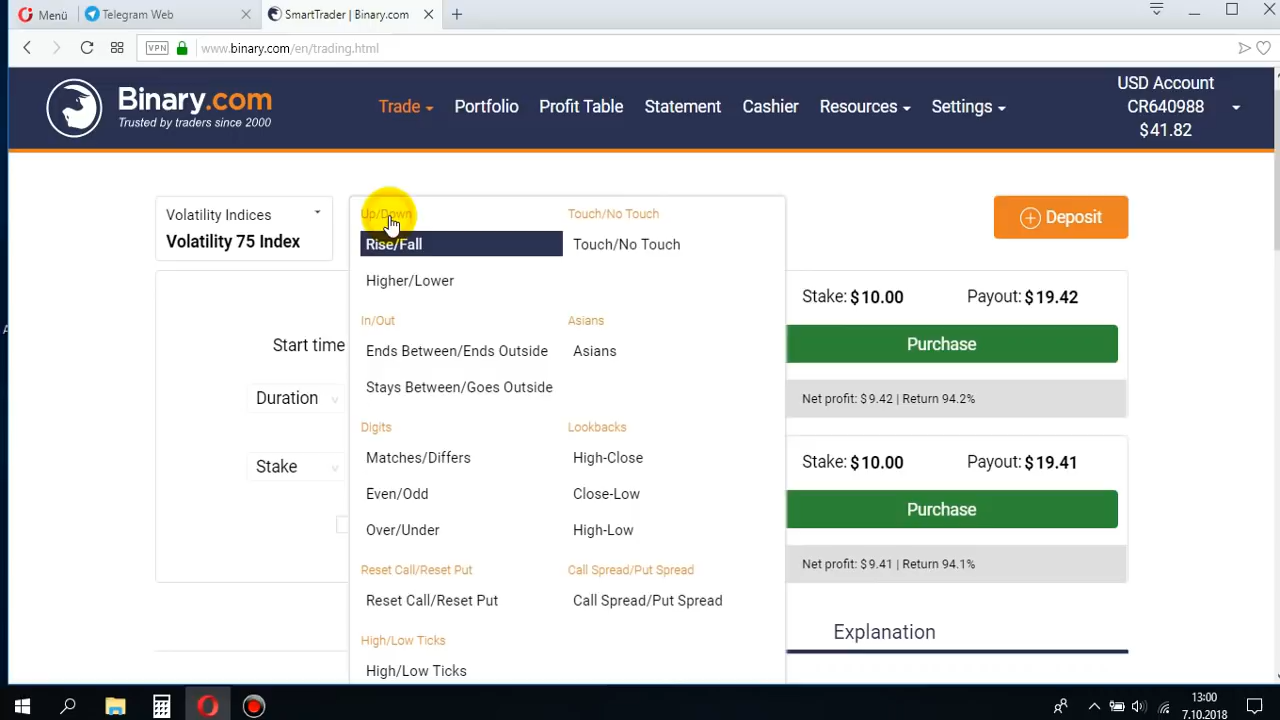 Menü
Telegram Web
SmartTrader | Binary.com
VPN
www.binary.com/en/trading.html
Binary.com
Trusted by traders since 2000
Trade
Portfolio
Profit Table
Statement
Cashier
Resources
Settings
USD Account
CR640988
$41.82
Volatility Indices
Volatility 75 Index
Up/Down
Rise/Fall
Higher/Lower
In/Out
Ends Between/Ends Outside
Stays Between/Goes Outside
Digits
Matches/Differs
Even/Odd
Over/Under
Reset Call/Reset Put
Reset Call/Reset Put
High/Low Ticks
High/Low Ticks
Touch/No Touch
Touch/No Touch
Asians
Asians
Lookbacks
High-Close
Close-Low
High-Low
Call Spread/Put Spread
Call Spread/Put Spread
Deposit
Start time
Duration
Stake
Stake: $10.00 Payout: $19.42
Purchase
Net profit: $9.42 | Return 94.2%
Stake: $10.00 Payout: $19.41
Purchase
Net profit: $9.41 | Return 94.1%
Explanation
13:00
7.10.2018